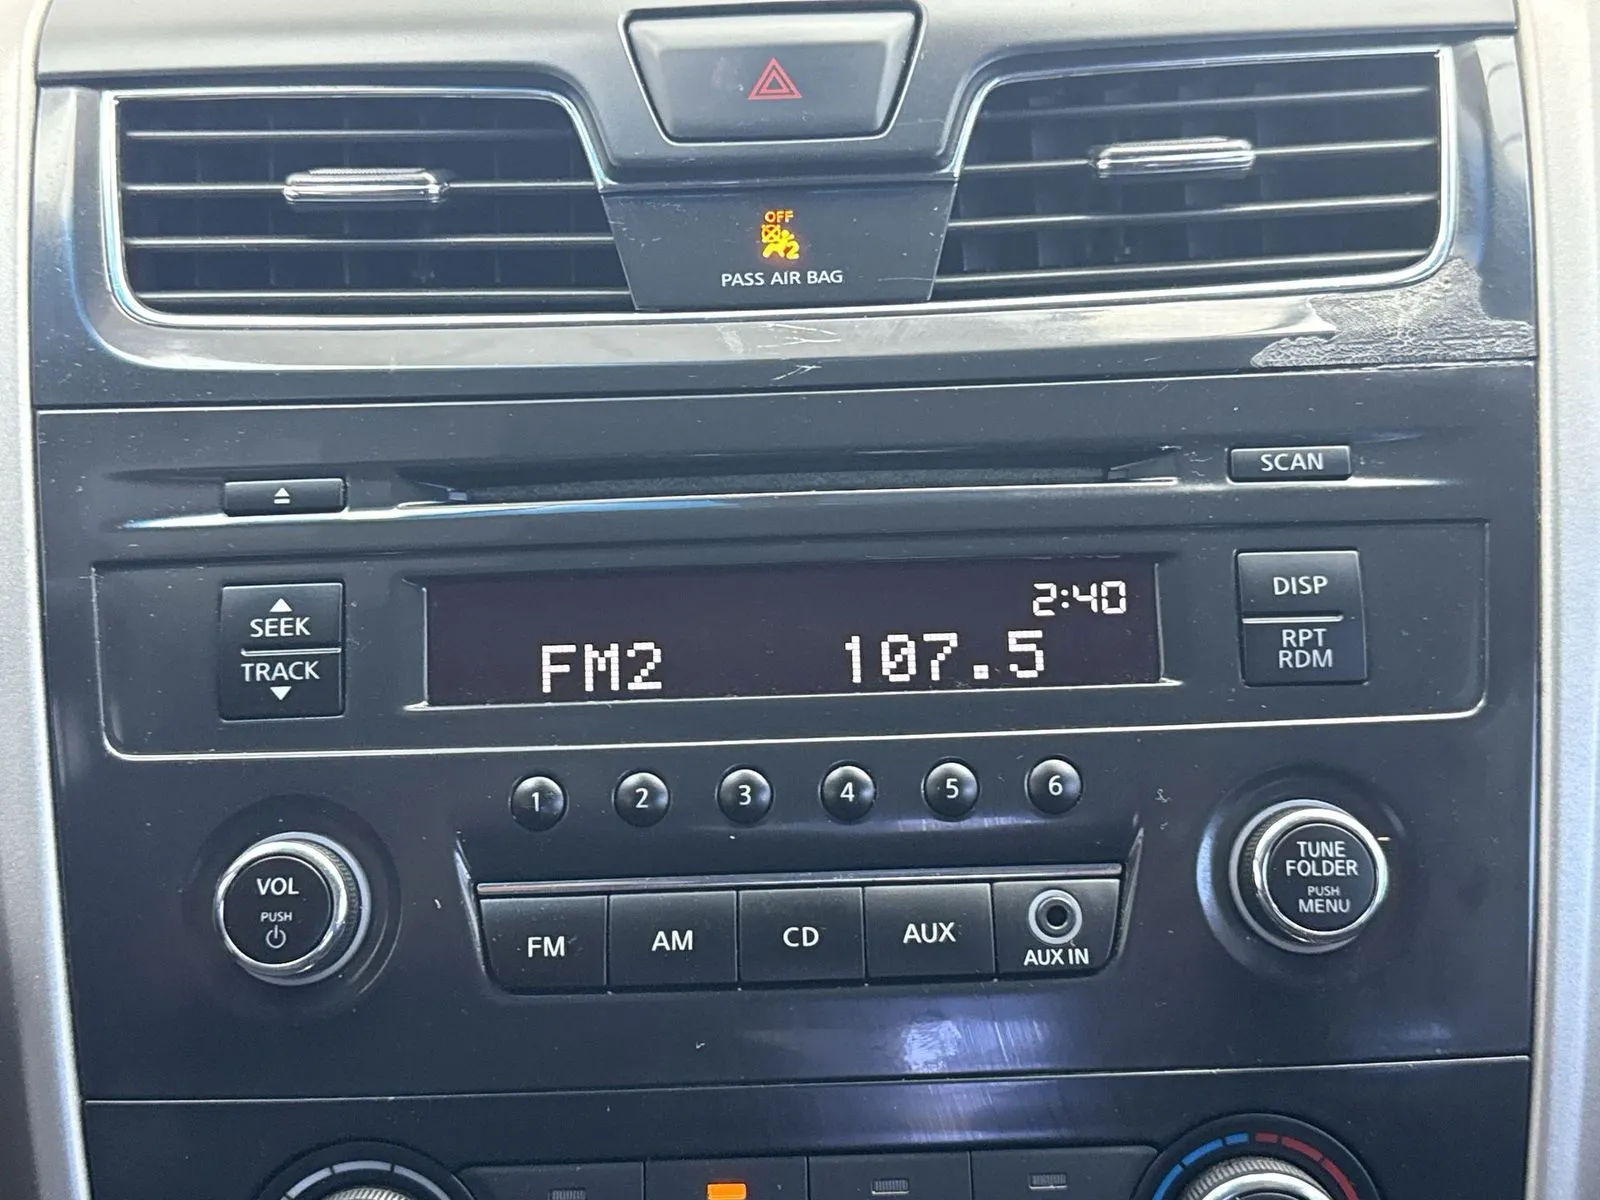 OFF
2
PASS AIR BAG
SCAN
SEEK
TRACK
2:40
FM2 107.5
DISP
RPT
RDM
1 2 3 4 5 6
VOL
PUSH
FM AM CD AUX AUX IN
TUNE
FOLDER
PUSH
MENU